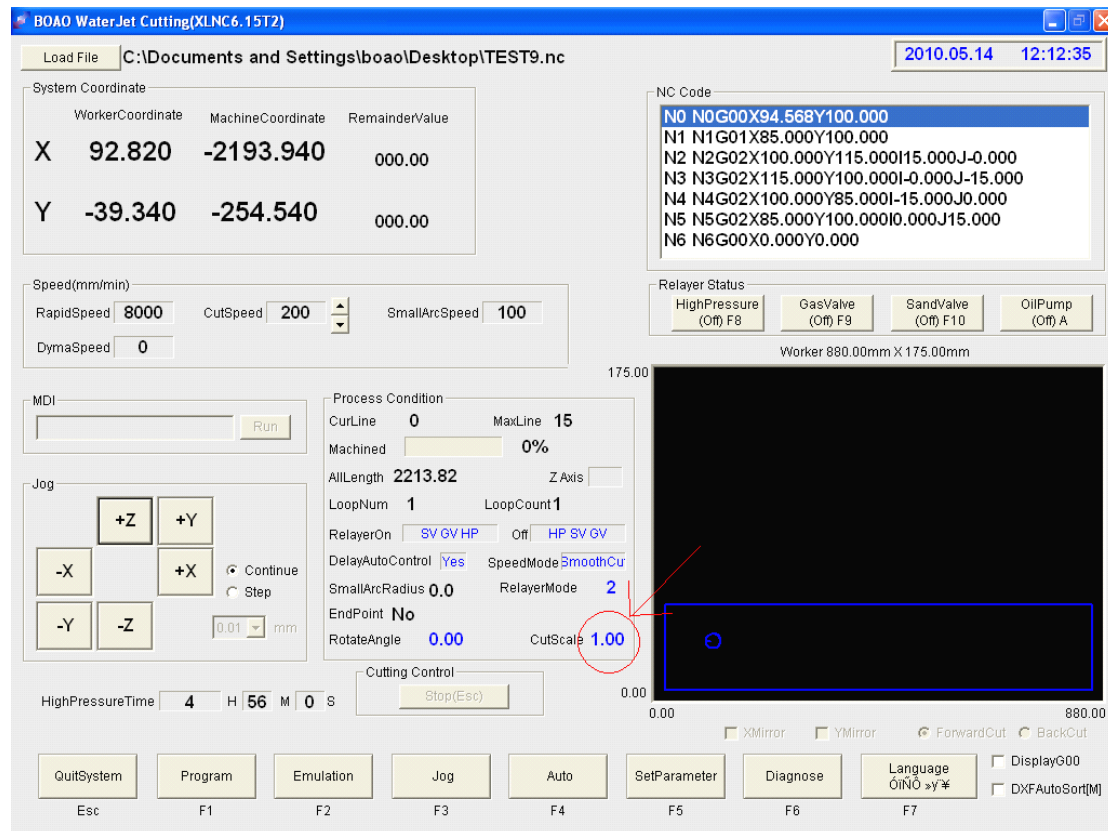 BOAO WaterJet Cutting(XLNC6.15T2)
Load File C:\Documents and Settings\boao\Desktop\TEST9.nc
2010.05.14 12:12:35
System Coordinate
WorkerCoordinate MachineCoordinate RemainderValue
X 92.820 -2193.940 000.00
Y -39.340 -254.540 000.00
NC Code
N0 N0G00X94.568Y100.000
N1 N1G01X85.000Y100.000
N2 N2G02X100.000Y115.000I15.000J-0.000
N3 N3G02X115.000Y100.000I-0.000J-15.000
N4 N4G02X100.000Y85.000I-15.000J0.000
N5 N5G02X85.000Y100.000I0.000J15.000
N6 N6G00X0.000Y0.000
Speed(mm/min)
RapidSpeed 8000 CutSpeed 200 SmallArcSpeed 100
DymaSpeed 0
Relayer Status
HighPressure (Off) F8
GasValve (Off) F9
SandValve (Off) F10
OilPump (Off) A
Worker 880.00mm X 175.00mm
175.00
0.00
0.00 880.00
MDI
Run
Process Condition
CurLine 0 MaxLine 15
Machined 0%
AllLength 2213.82 Z Axis
LoopNum 1 LoopCount 1
RelayerOn SV GV HP Off HP SV GV
DelayAutoControl Yes SpeedMode SmoothCu
SmallArcRadius 0.0 RelayerMode 2
EndPoint No
RotateAngle 0.00 CutScale 1.00
Jog
+Z +Y
-X +X
-Y -Z
Continue
Step
0.01 mm
Cutting Control
Stop(Esc)
HighPressureTime 4 H 56 M 0 S
XMirror YMirror ForwardCut BackCut
QuitSystem Program Emulation Jog Auto SetParameter Diagnose Language
ÓïÑÔ »ý¨¥
Esc F1 F2 F3 F4 F5 F6 F7
DisplayG00
DXFAutoSort[M]